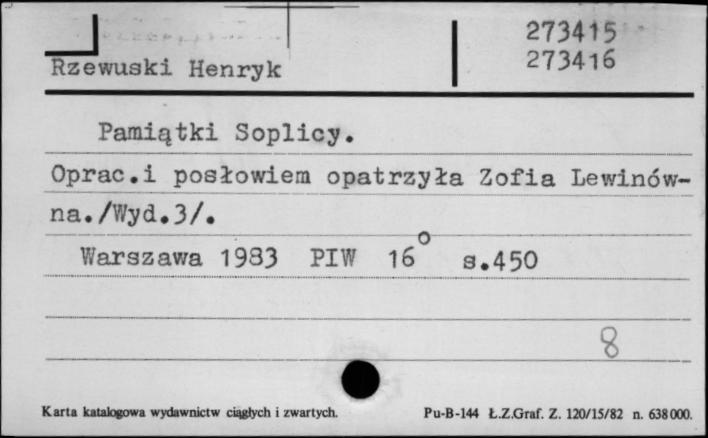 273415
273416
Rzewuski Henryk
Pamiątki Soplicy.
Oprac.i posłowiem opatrzyła Zofia Lewinów-
na./Wyd.3/.
Warszawa 1983 PIW 16° s.450
8
Karta katalogowa wydawnictw ciągłych i zwartych. Pu-B-144 Ł.Z.Graf. Z. 120/15/82 n. 638000.